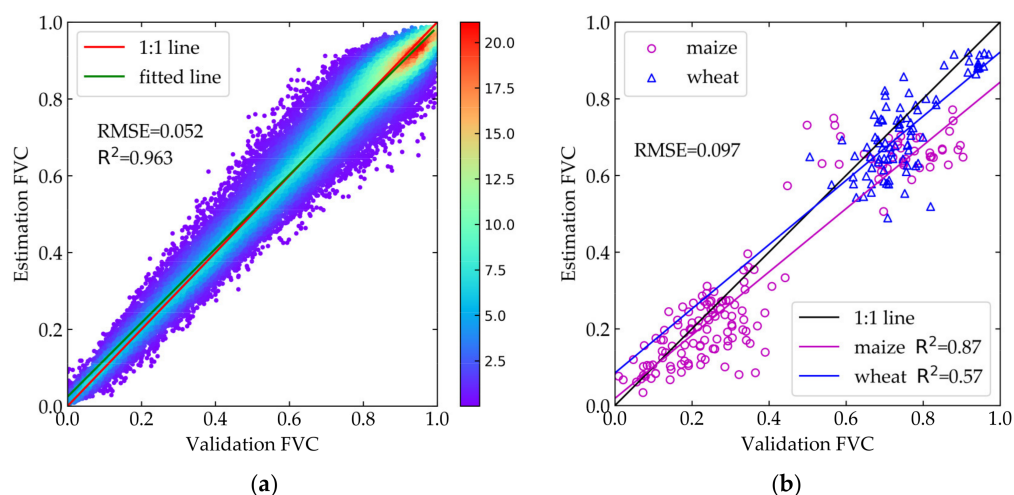 1.0
0.8
0.6
0.4
0.2
0.0
Estimation FVC
1:1 line
fitted line
RMSE=0.052
R²=0.963
0.0 0.2 0.4 0.6 0.8 1.0
Validation FVC
20.0
17.5
15.0
12.5
10.0
7.5
5.0
2.5
(a)
1.0
0.8
0.6
0.4
0.2
0.0
Estimation FVC
maize
wheat
RMSE=0.097
1:1 line
maize R²=0.87
wheat R²=0.57
0.0 0.2 0.4 0.6 0.8 1.0
Validation FVC
(b)